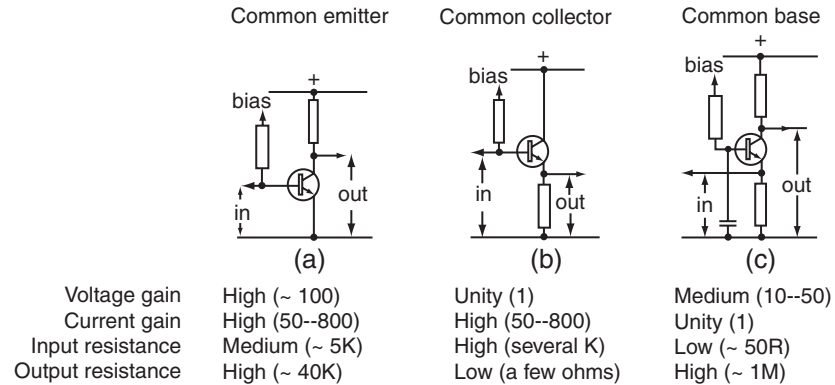 Common emitter Common collector Common base
+ + +
bias bias bias
in out in out in out
(a) (b) (c)
Voltage gain High (~ 100) Unity (1) Medium (10--50)
Current gain High (50--800) High (50--800) Unity (1)
Input resistance Medium (~ 5K) High (several K) Low (~ 50R)
Output resistance High (~ 40K) Low (a few ohms) High (~ 1M)